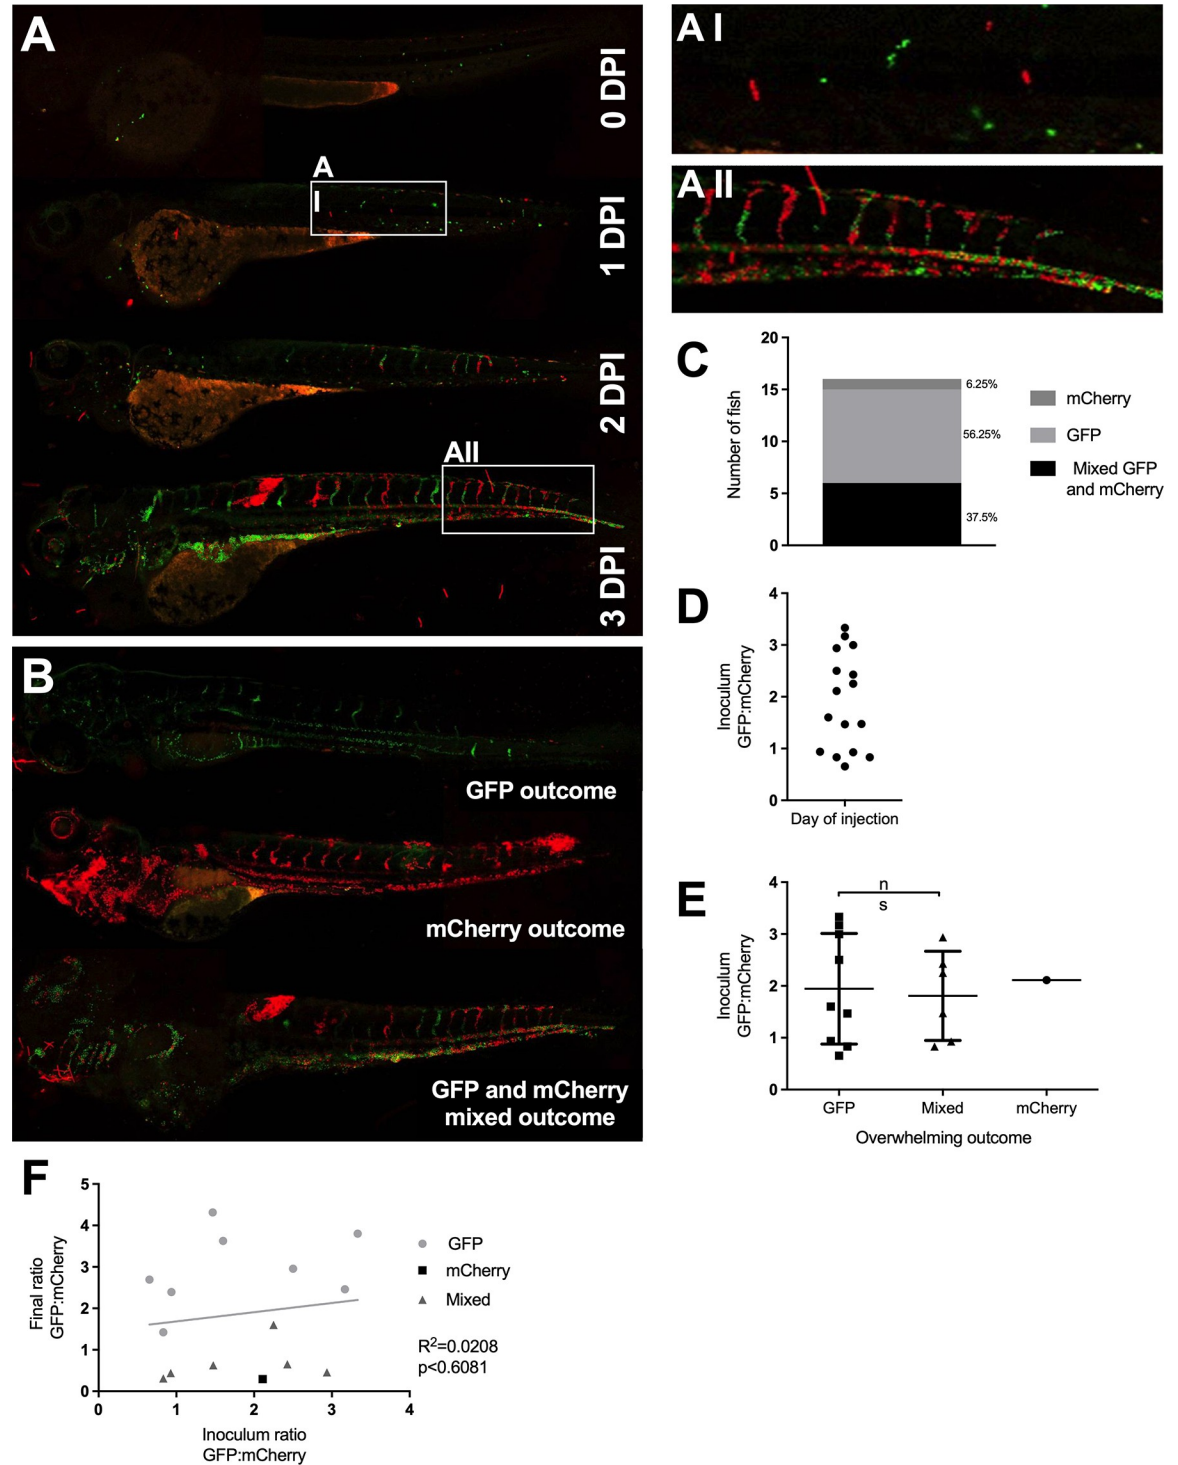 A
0 DPI
A
I
1 DPI
2 DPI
AII
3 DPI
A I
A II
B
GFP outcome
mCherry outcome
GFP and mCherry
mixed outcome
C
20
15
10
5
0
Number of fish
6.25%
56.25%
37.5%
mCherry
GFP
Mixed GFP
and mCherry
D
4
3
2
1
0
Inoculum
GFP:mCherry
Day of injection
E
4
3
2
1
0
Inoculum
GFP:mCherry
n
s
GFP Mixed mCherry
Overwhelming outcome
F
5
4
3
2
1
0
Final ratio
GFP:mCherry
0 1 2 3 4
Inoculum ratio
GFP:mCherry
GFP
mCherry
Mixed
R²=0.0208
p<0.6081